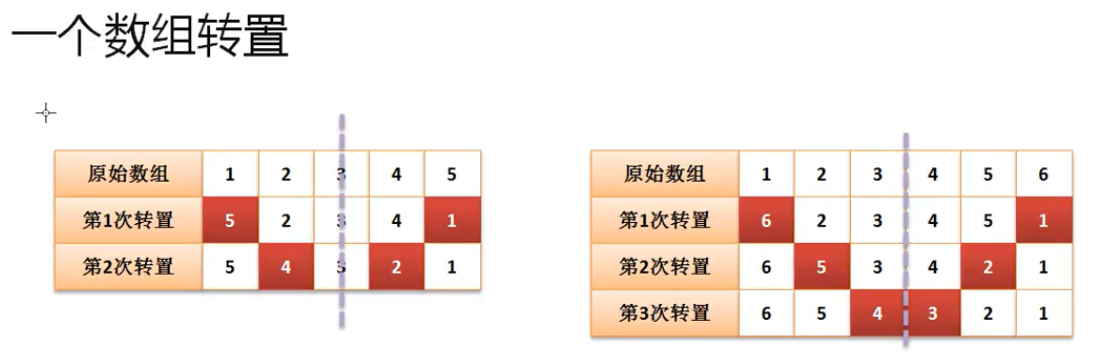 一个数组转置
原始数组 1 2 3 4 5
第1次转置 5 2 3 4 1
第2次转置 5 4 3 2 1
原始数组 1 2 3 4 5 6
第1次转置 6 2 3 4 5 1
第2次转置 6 5 3 4 2 1
第3次转置 6 5 4 3 2 1